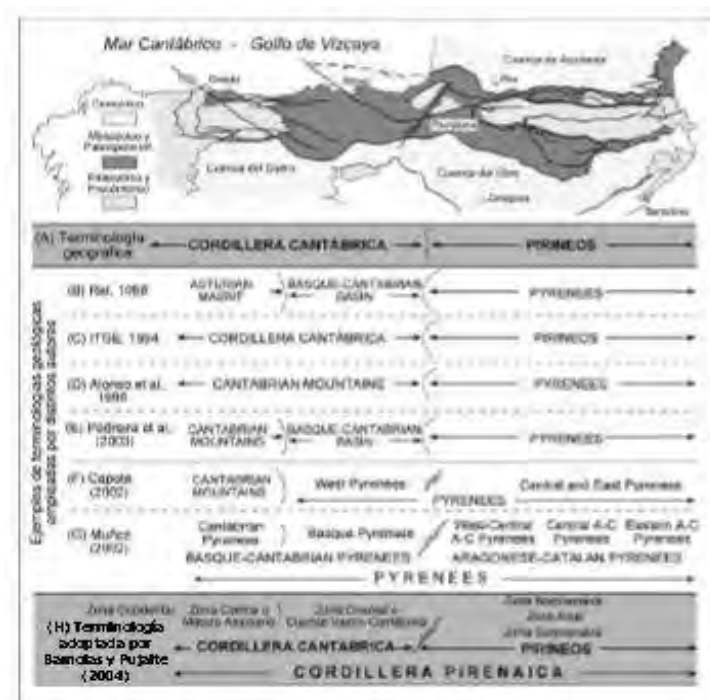 Mar Cantábrico - Golfo de Vizcaya
Cuenca de Aquitania
Oviedo
Cenozoico
Mesozoico y
Paleozoico y
Precámbrico
Pamplona
Cuenca del Duero
Cuenca del Ebro
Zaragoza
Barcelona
(A) Terminología
geográfica
CORDILLERA CANTÁBRICA
PIRINEOS
Ejemplos de terminologías geológicas
empleadas por distintos autores
(B) Rat, 1988
ASTURIAN
MASSIF
BASQUE-CANTABRIAN
BASIN
PYRENEES
(C) ITGE, 1994
CORDILLERA CANTÁBRICA
PIRINEOS
(D) Alonso et al.
CANTABRIAN MOUNTAINS
PYRENEES
(E) Pedreira et al.
(2003)
CANTABRIAN
MOUNTAINS
BASQUE-CANTABRIAN
BASIN
PYRENEES
(F) Capote
(2002)
CANTABRIAN
MOUNTAINS
West Pyrenees
Central and East Pyrenees
PYRENEES
(G) Muñoz
(2002)
Cantabrian
Pyrenees
Basque Pyrenees
West-Central
A-C Pyrenees
Central A-C
Pyrenees
Eastern A-C
Pyrenees
BASQUE-CANTABRIAN PYRENEES
ARAGONESE-CATALAN PYRENEES
PYRENEES
(H) Terminología
adoptada por
Barnolas y Pujalte
(2004)
Zona Occidental
Zona Central o
Macizo Asturiano
Zona Oriental o
Cuenca Vasco-Cantábrica
Zona Norpirenaica
Zona Axial
Zona Surpirenaica
CORDILLERA CANTÁBRICA
PIRINEOS
CORDILLERA PIRENAICA